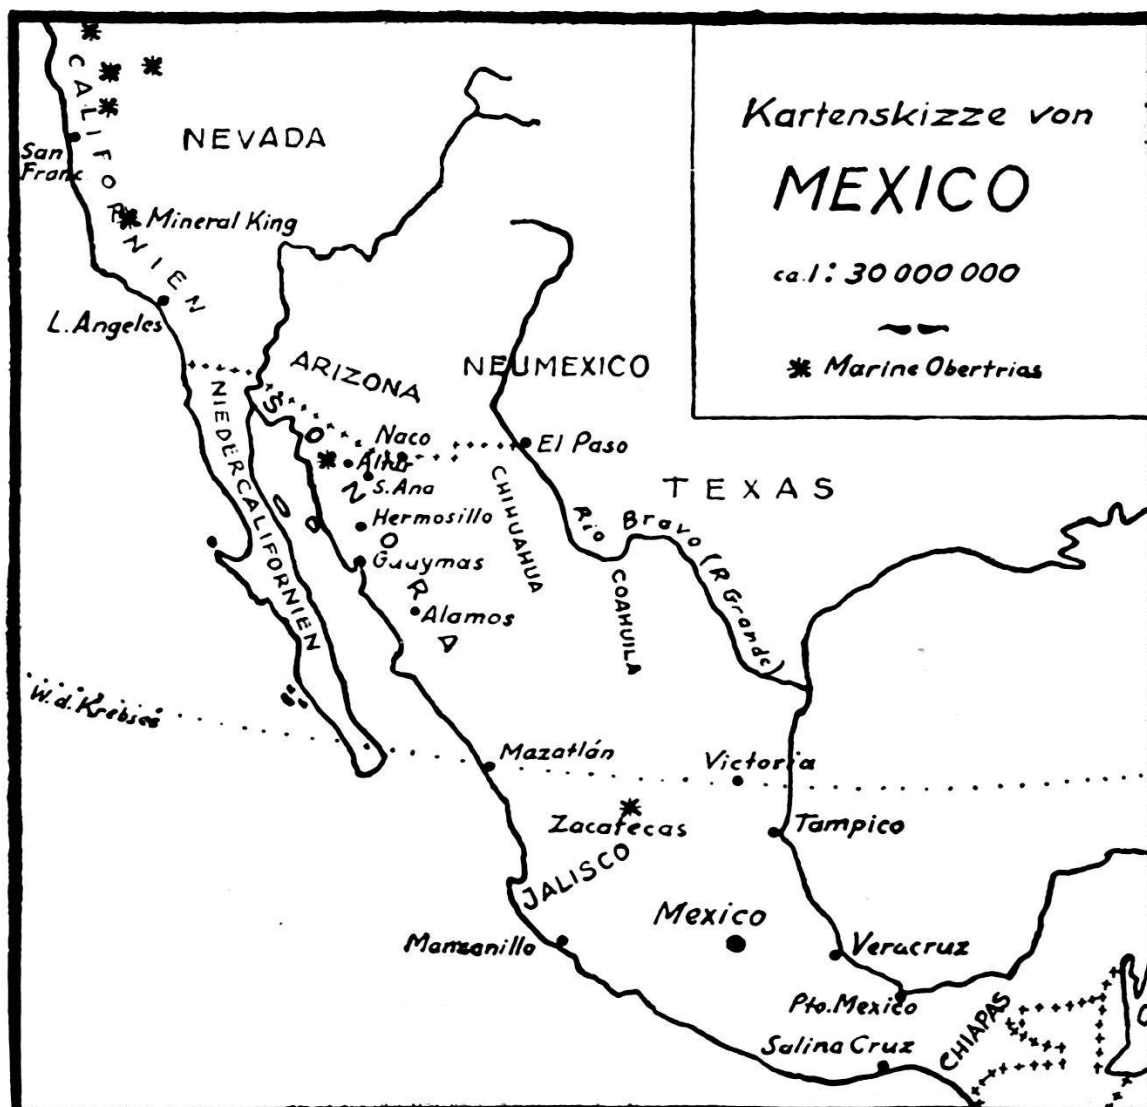 Kartenskizze von
MEXICO
ca. 1 : 30 000 000
Marine Obertrias
CALIFORNIEN
NEVADA
San
Franc
Mineral King
L. Angeles
ARIZONA
NEUMEXICO
NIEDERCALIFORNIEN
SONORA
Naco
El Paso
Altar
S. Ana
CHIHUAHUA
TEXAS
Hermosillo
Rio Bravo (R Grande)
Guaymas
COAHUILA
Alamos
W. d. Krebses
Mazatlán
Victoria
Zacatecas
Tampico
JALISCO
Mexico
Manzanillo
Veracruz
Pto. Mexico
CHIAPAS
Salina Cruz